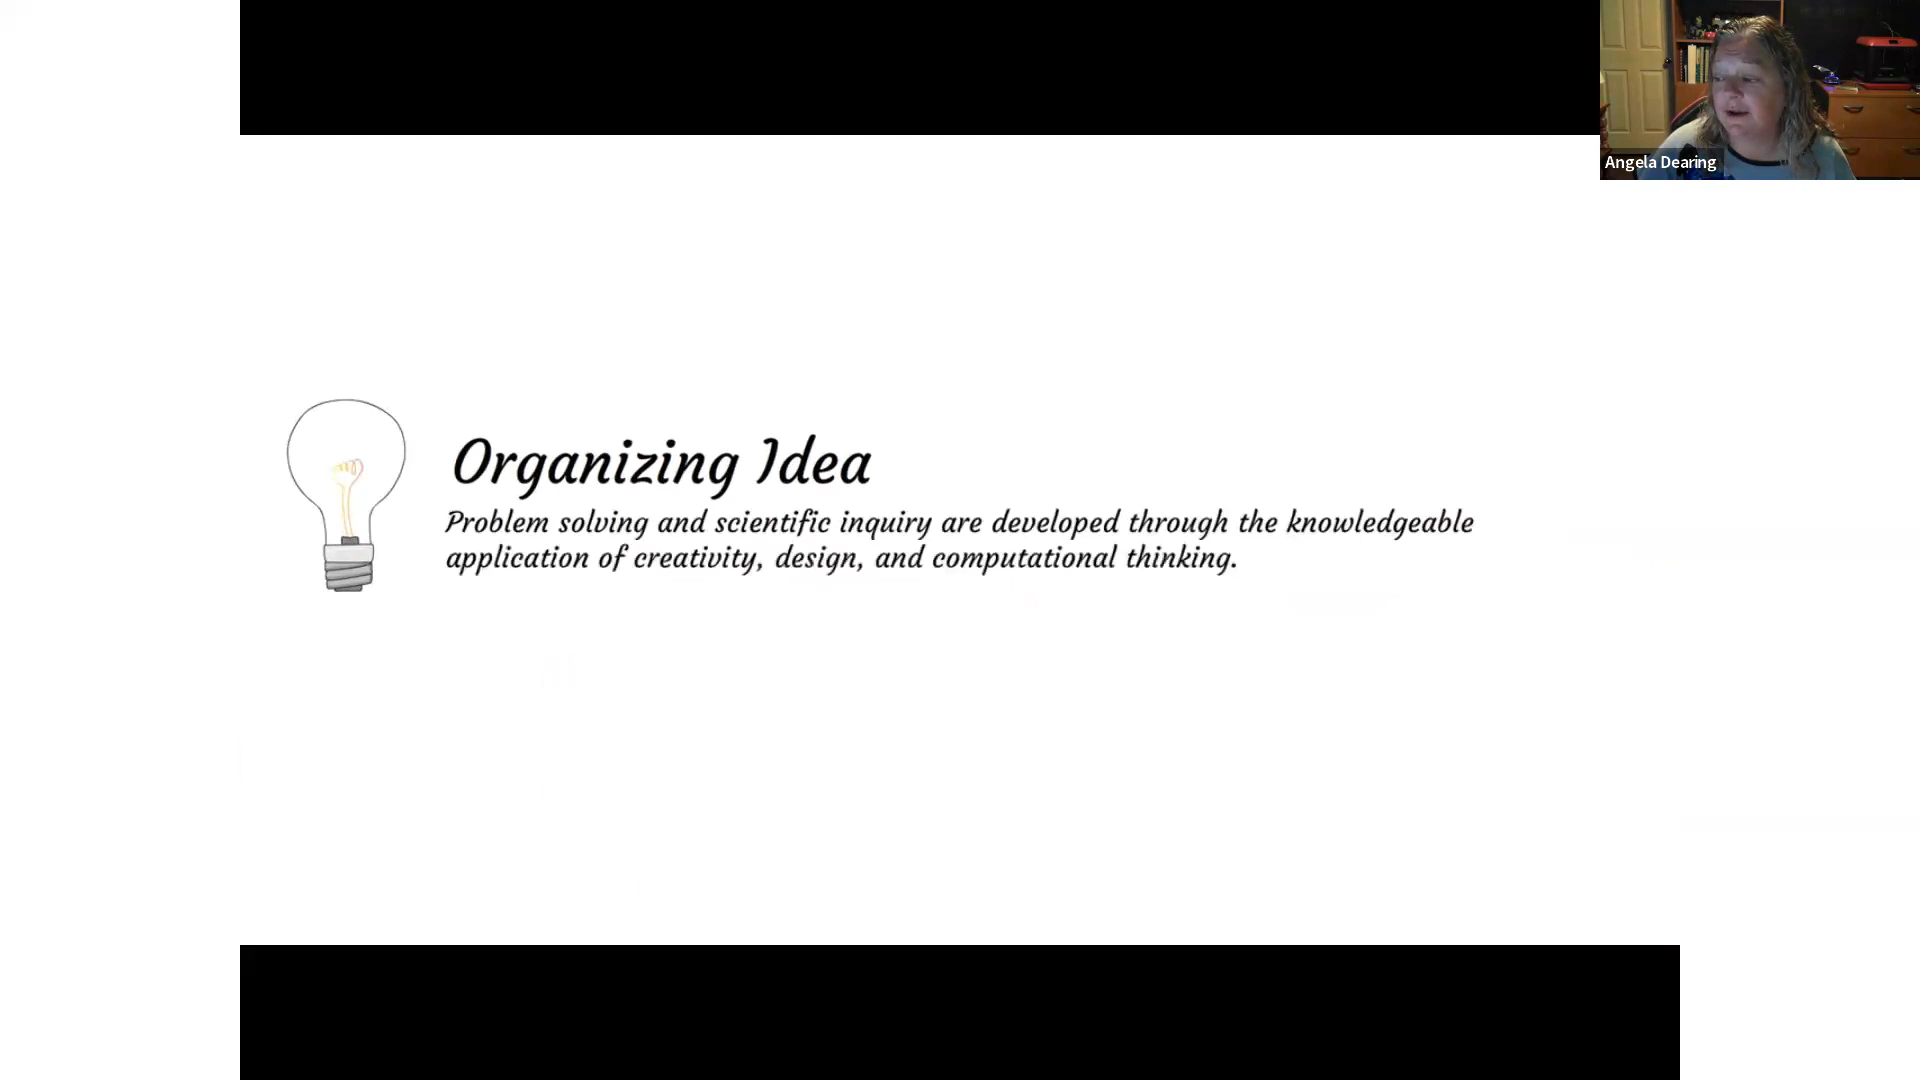 Angela Dearing
Organizing Idea
Problem solving and scientific inquiry are developed through the knowledgeable
application of creativity, design, and computational thinking.